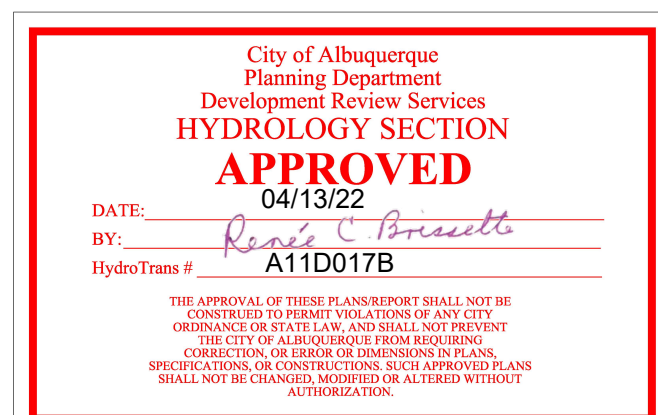 City of Albuquerque
Planning Department
Development Review Services
HYDROLOGY SECTION
APPROVED
DATE: 04/13/22
BY: Renée C. Brissette
HydroTrans # A11D017B
THE APPROVAL OF THESE PLANS/REPORT SHALL NOT BE
CONSTRUED TO PERMIT VIOLATIONS OF ANY CITY
ORDINANCE OR STATE LAW, AND SHALL NOT PREVENT
THE CITY OF ALBUQUERQUE FROM REQUIRING
CORRECTION, OR ERROR OR DIMENSIONS IN PLANS,
SPECIFICATIONS, OR CONSTRUCTIONS. SUCH APPROVED PLANS
SHALL NOT BE CHANGED, MODIFIED OR ALTERED WITHOUT
AUTHORIZATION.